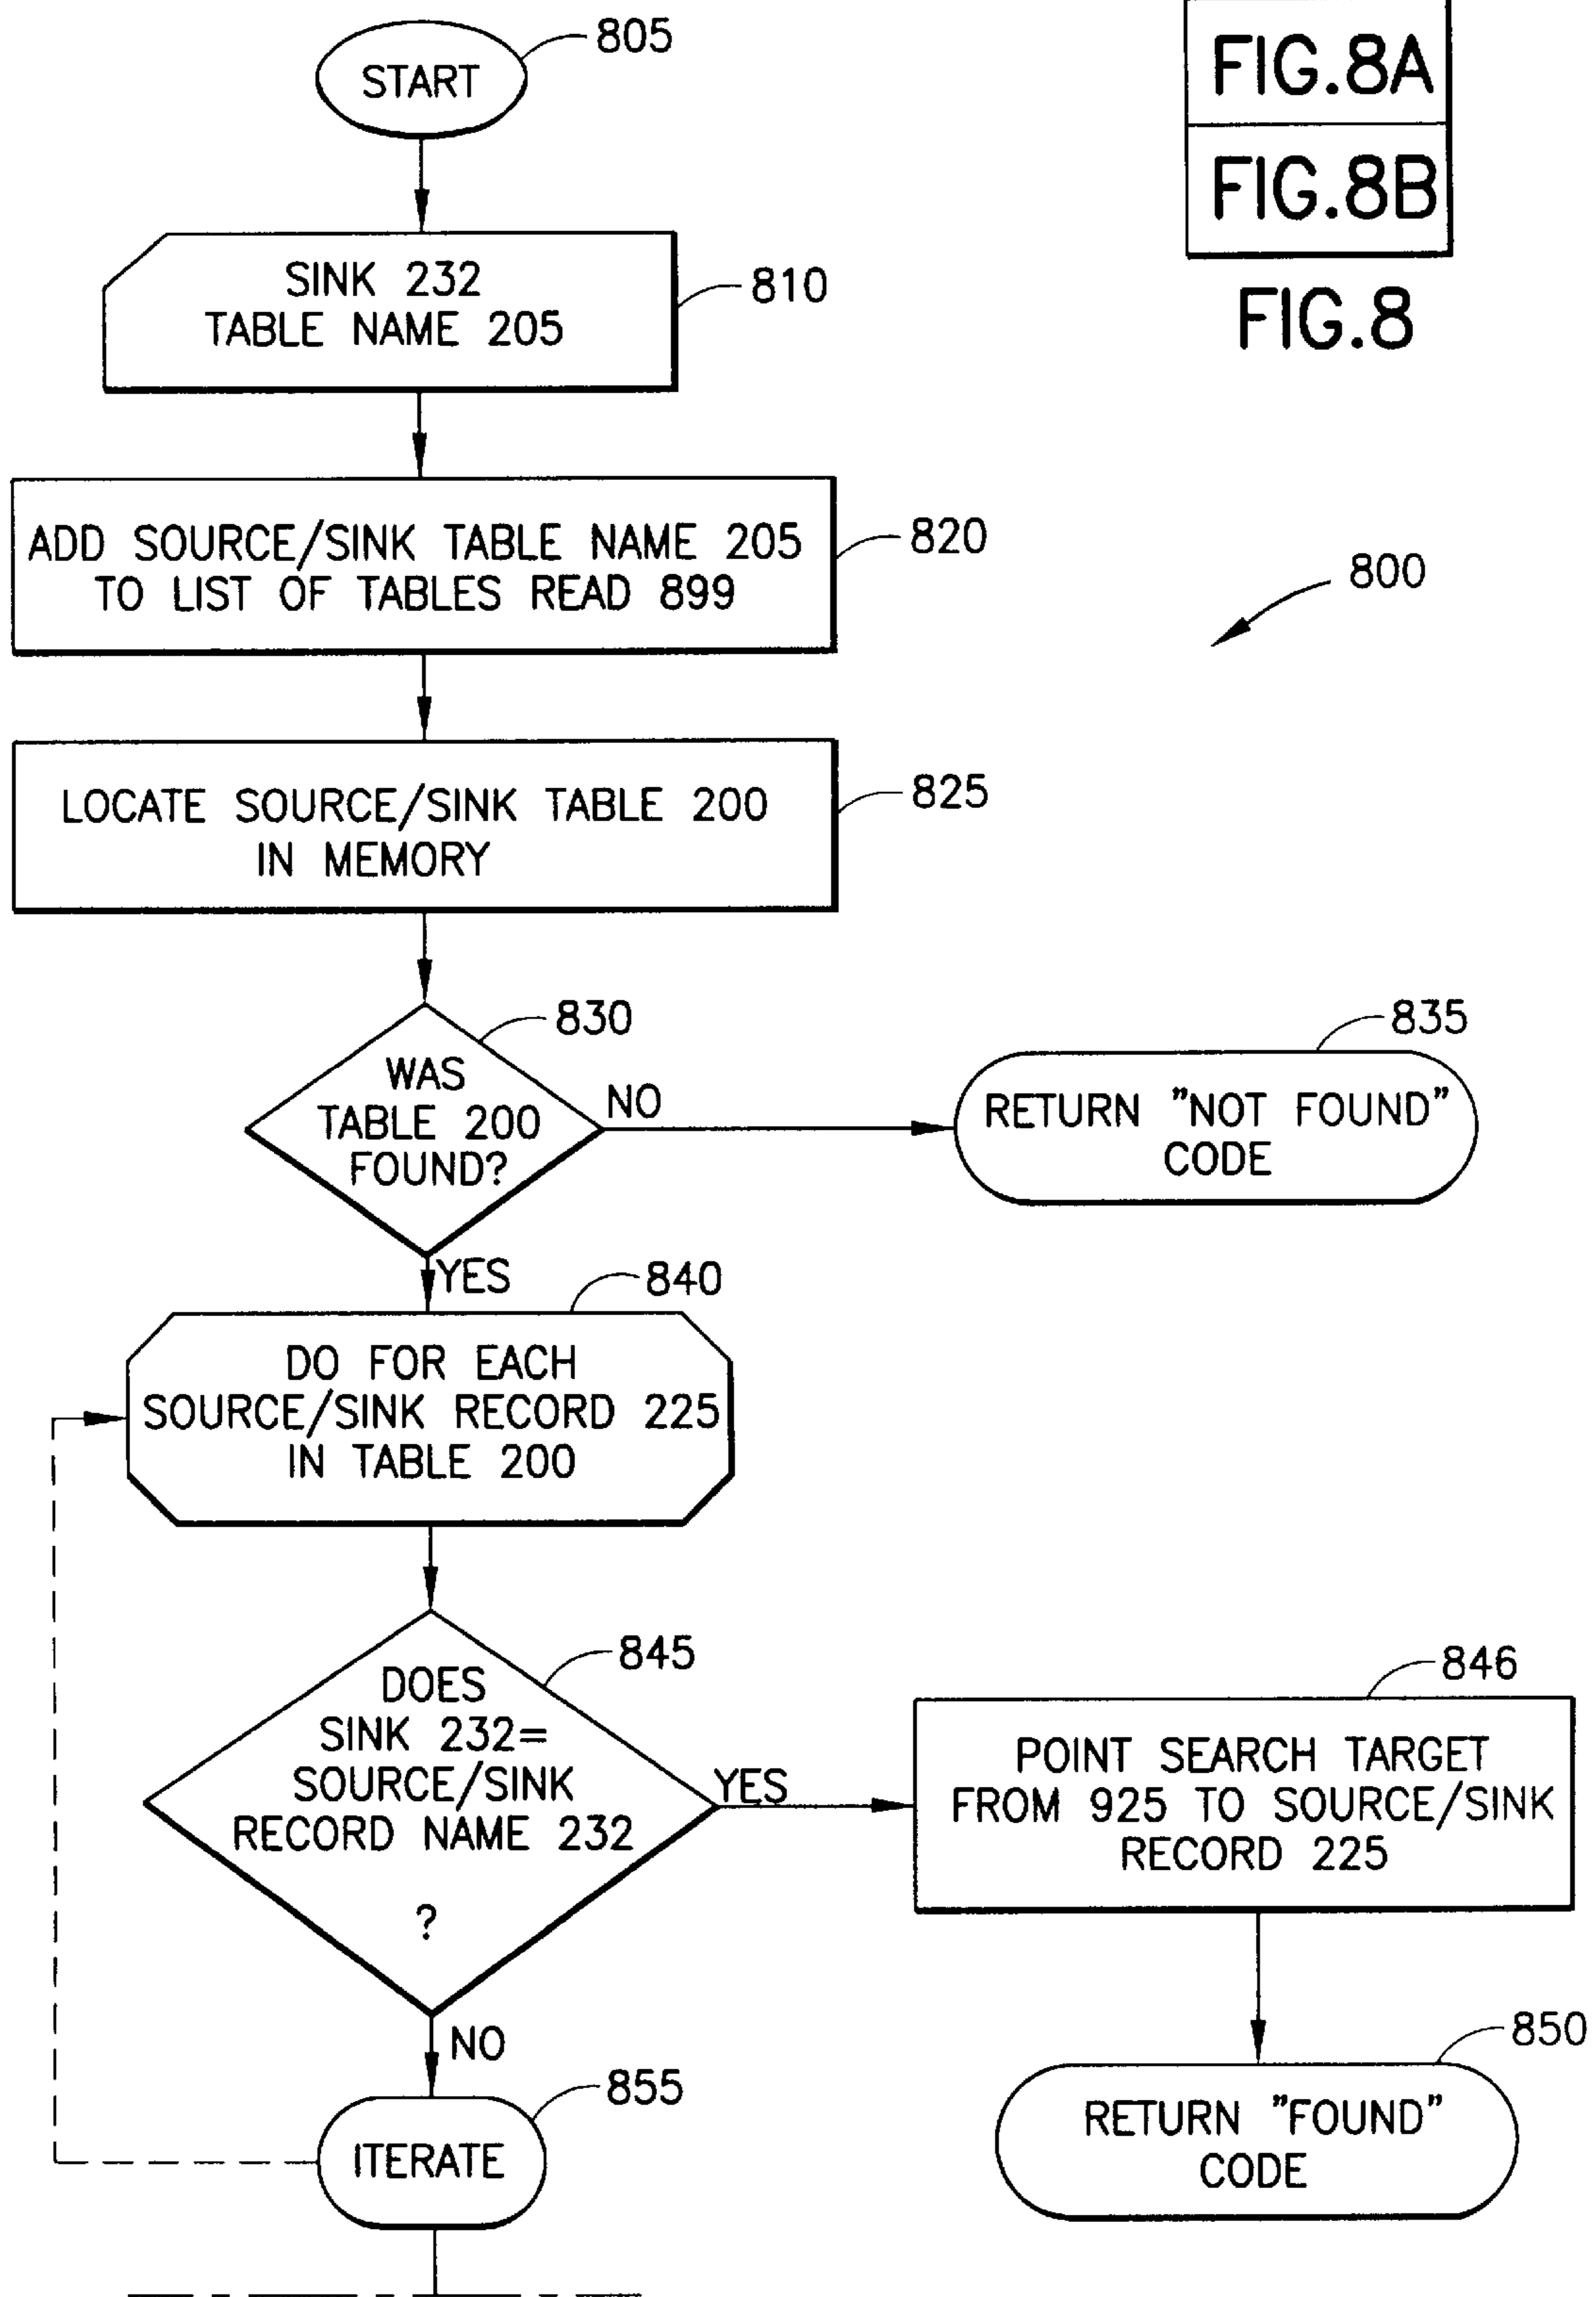 805
START
FIG.8A
FIG.8B
FIG.8
SINK 232
TABLE NAME 205
810
ADD SOURCE/SINK TABLE NAME 205
TO LIST OF TABLES READ 899
820
800
LOCATE SOURCE/SINK TABLE 200
IN MEMORY
825
830
WAS
TABLE 200
FOUND?
NO
835
RETURN "NOT FOUND"
CODE
YES
840
DO FOR EACH
SOURCE/SINK RECORD 225
IN TABLE 200
845
DOES
SINK 232=
SOURCE/SINK
RECORD NAME 232
?
YES
846
POINT SEARCH TARGET
FROM 925 TO SOURCE/SINK
RECORD 225
NO
850
RETURN "FOUND"
CODE
855
ITERATE